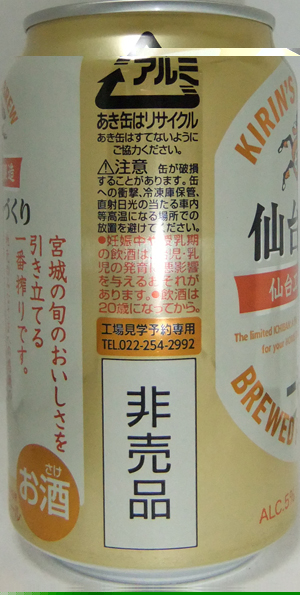 アルミ
あき缶はリサイクル
あき缶はすてないように
ご協力ください。
⚠注意 缶が破損
することがあります。缶
への衝撃、冷凍庫保管、
直射日光の当たる車内
等高温になる場所での
放置を避けてください。
●妊娠中や授乳期
の飲酒は、胎児・乳
児の発育に悪影響
を与えるおそれが
あります。●飲酒は
20歳になってから。
工場見学予約専用
TEL.022-254-2992
非売品
宮城の旬のおいしさを
引き立てる
一番搾りです。
づくり
さけ
お酒
KIRIN'S
仙台
仙台
The limited KIRIN
for your
BREWED
ALC.5%